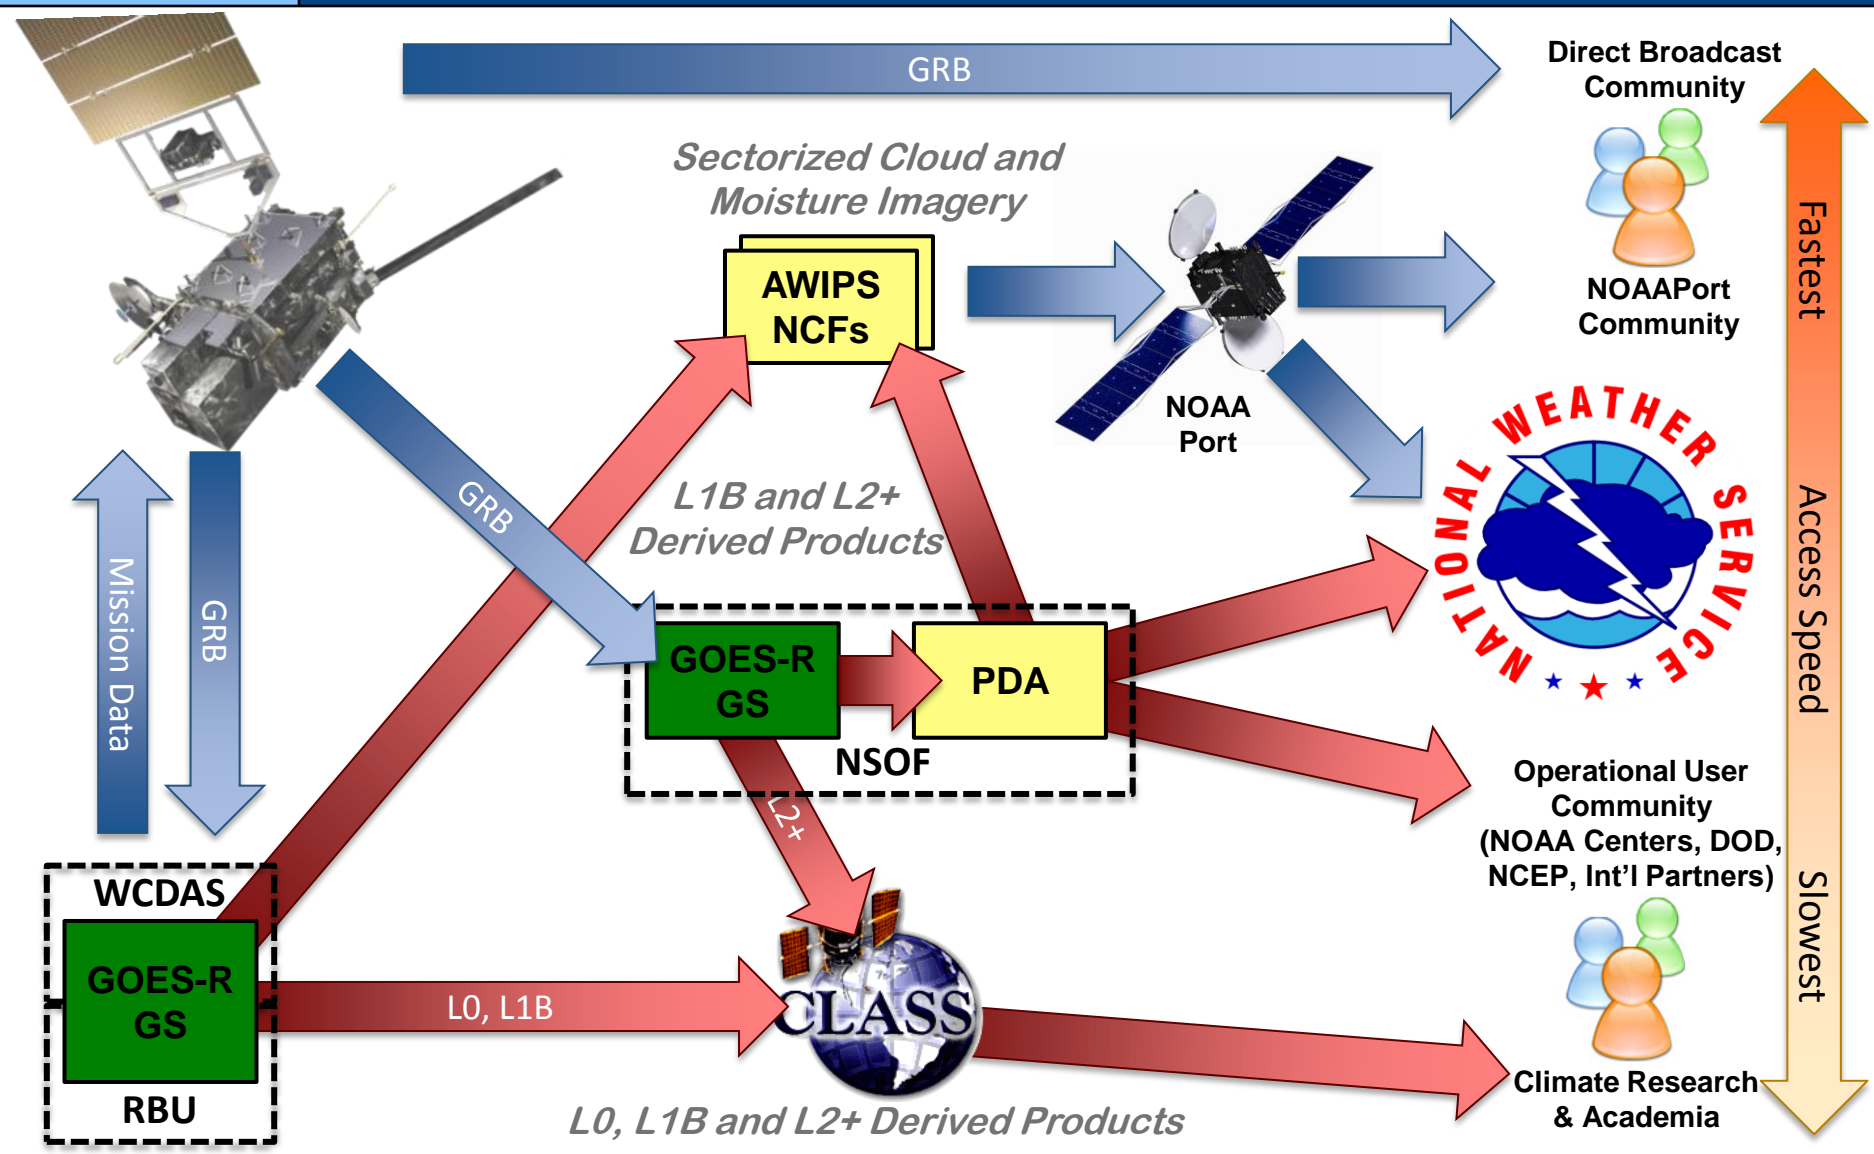 GRB
Direct Broadcast
Community
Sectorized Cloud and
Moisture Imagery
AWIPS
NCFs
NOAA
Port
NOAAPort
Community
Fastest
Access Speed
Slowest
NATIONAL WEATHER SERVICE
GRB
L1B and L2+
Derived Products
Mission Data
GRB
GOES-R
GS
PDA
NSOF
L2+
Operational User
Community
(NOAA Centers, DOD,
NCEP, Int'l Partners)
WCDAS
GOES-R
GS
RBU
L0, L1B
CLASS
Climate Research
& Academia
L0, L1B and L2+ Derived Products